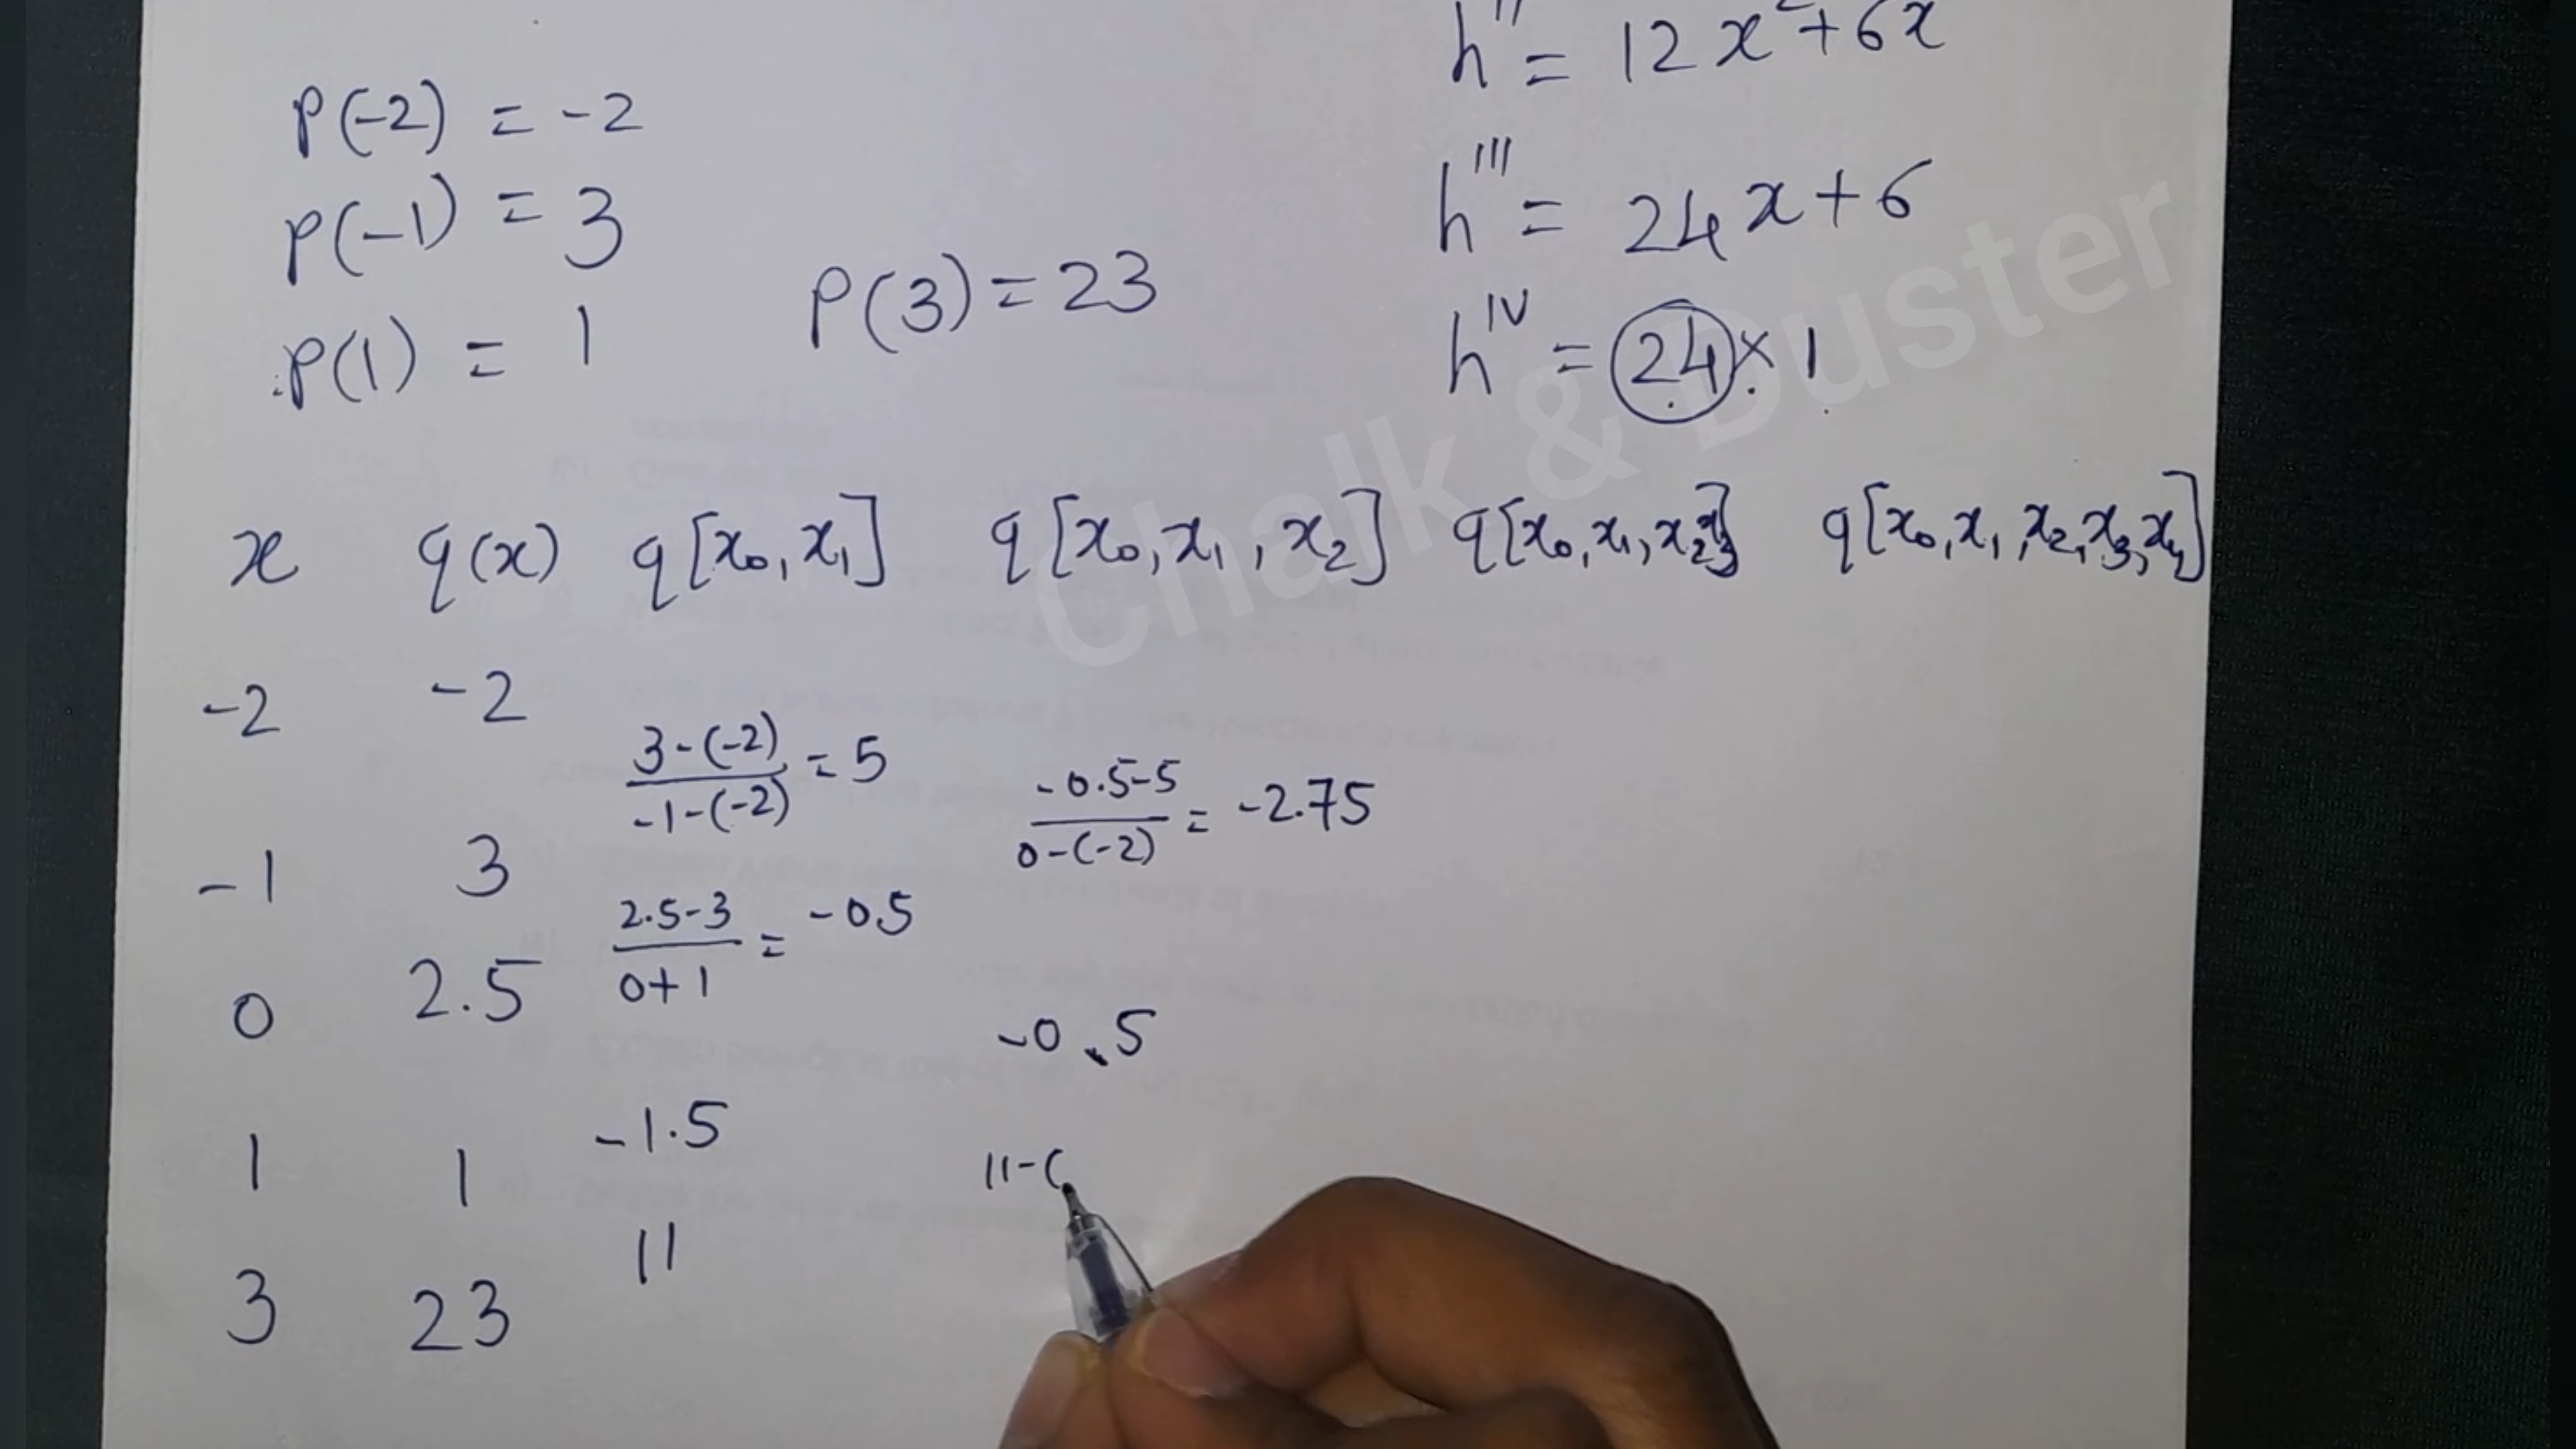 h'' = 12x²+6x
P(-2) = -2
h''' = 24x+6
P(-1) = 3
P(3) = 23
h^IV = 24 × 1
P(1) = 1
x q(x) q[x₀, x₁] q[x₀, x₁, x₂] q[x₀, x₁, x₂, x₃] q[x₀, x₁, x₂, x₃, x₄]
-2 -2
3-(-2) / -1-(-2) = 5
-0.5-5 / 0-(-2) = -2.75
-1 3
2.5-3 / 0+1 = -0.5
0 2.5
-0.5
-1.5
1 1
11-(
11
3 23
Chalk & Duster